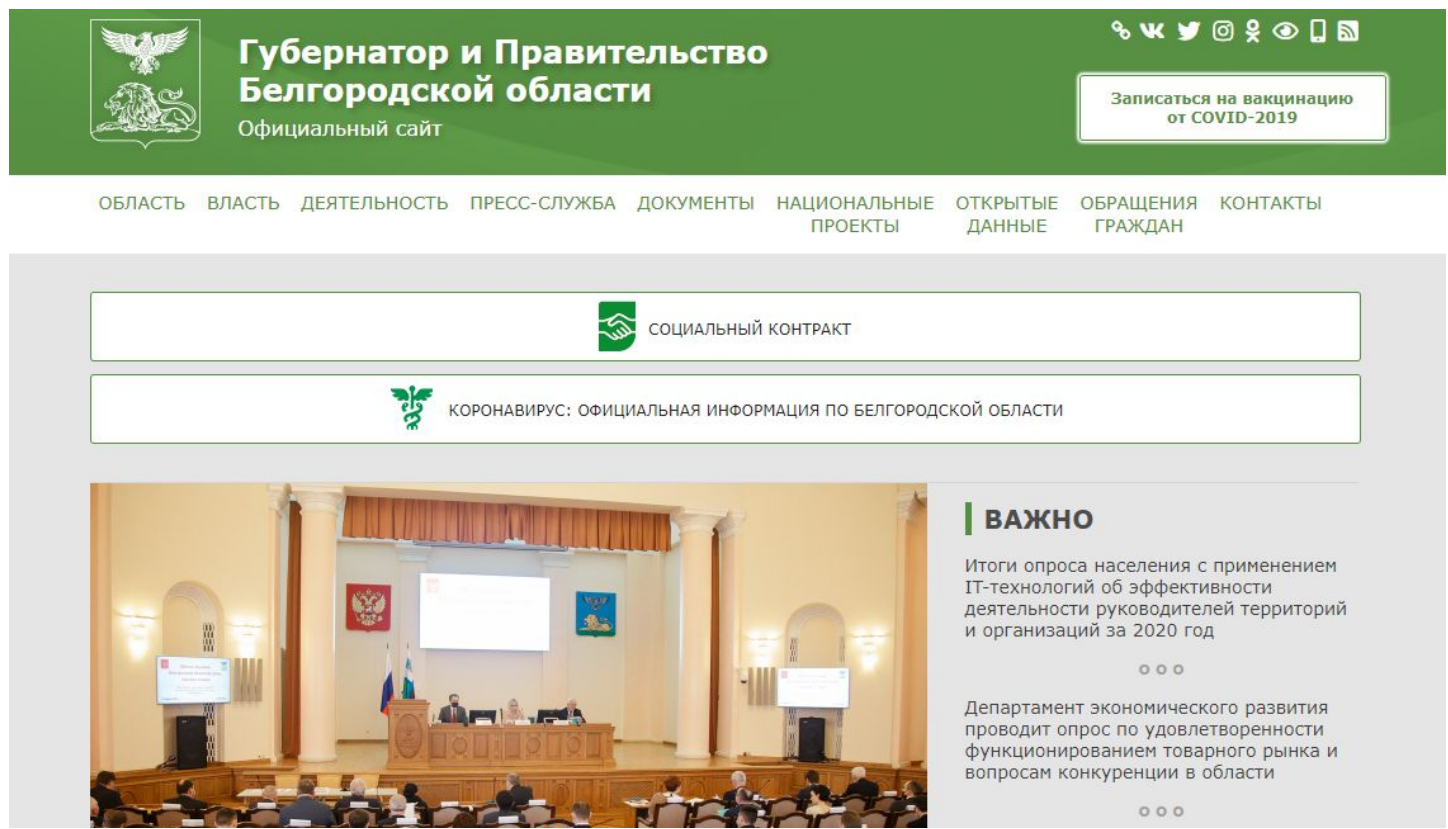 Губернатор и Правительство
Белгородской области
Официальный сайт
Записаться на вакцинацию
от COVID-2019
ОБЛАСТЬ ВЛАСТЬ ДЕЯТЕЛЬНОСТЬ ПРЕСС-СЛУЖБА ДОКУМЕНТЫ НАЦИОНАЛЬНЫЕ ПРОЕКТЫ ОТКРЫТЫЕ ДАННЫЕ ОБРАЩЕНИЯ ГРАЖДАН КОНТАКТЫ
СОЦИАЛЬНЫЙ КОНТРАКТ
КОРОНАВИРУС: ОФИЦИАЛЬНАЯ ИНФОРМАЦИЯ ПО БЕЛГОРОДСКОЙ ОБЛАСТИ
ВАЖНО
Итоги опроса населения с применением
IT-технологий об эффективности
деятельности руководителей территорий
и организаций за 2020 год
Департамент экономического развития
проводит опрос по удовлетворенности
функционированием товарного рынка и
вопросам конкуренции в области